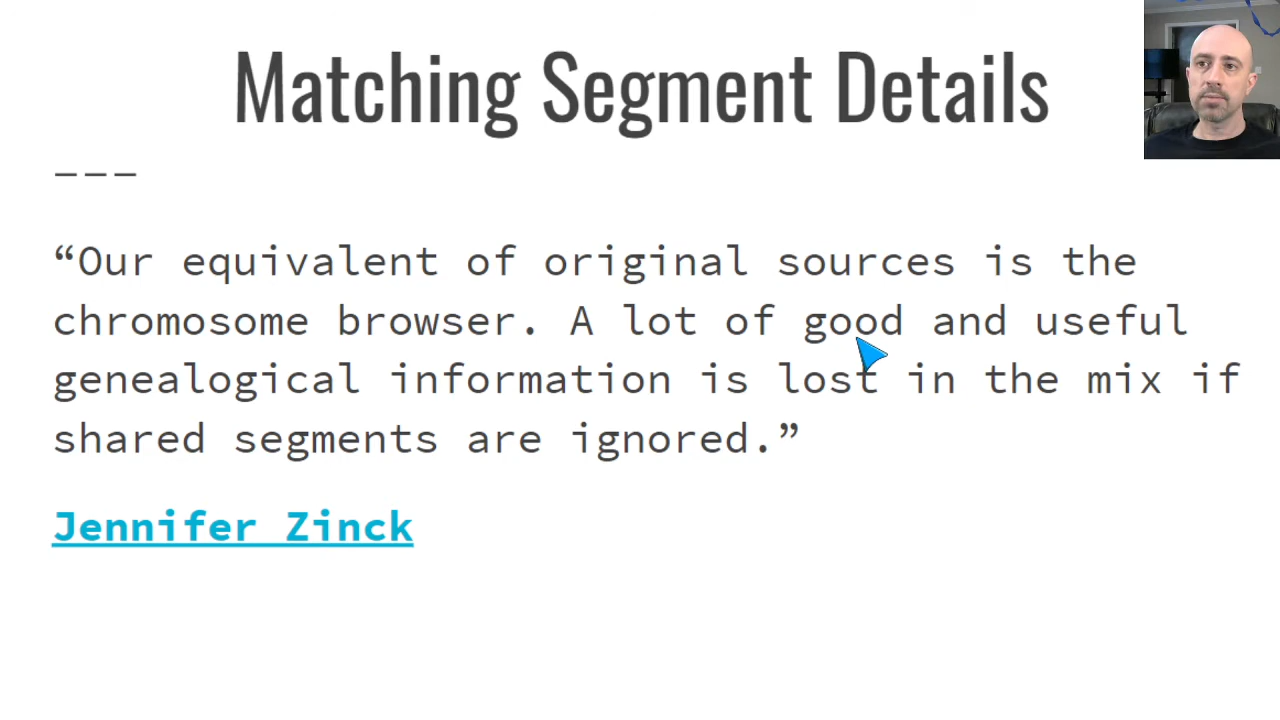 Matching Segment Details
“Our equivalent of original sources is the
chromosome browser. A lot of good and useful
genealogical information is lost in the mix if
shared segments are ignored.”
Jennifer Zinck